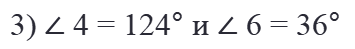 3) ∠ 4 = 124° и ∠ 6 = 36°